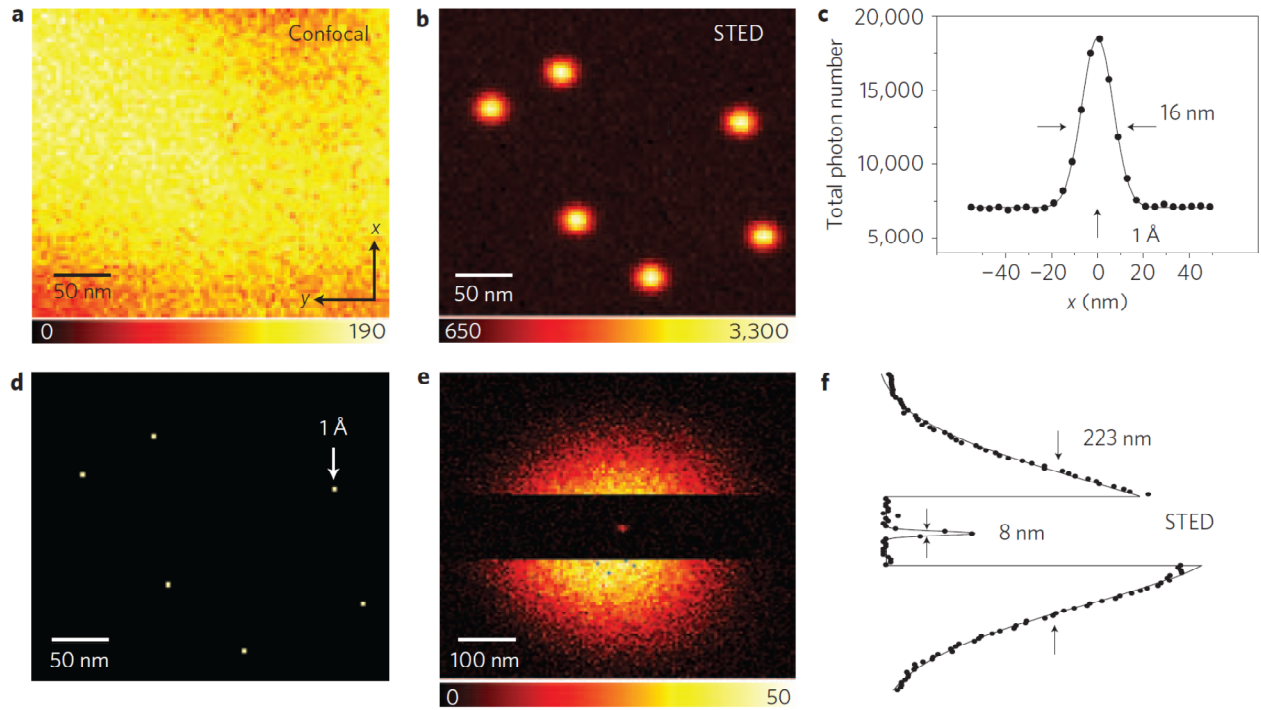 a
Confocal
x
y
50 nm
0
190
b
STED
50 nm
650
3,300
c
20,000
15,000
10,000
5,000
Total photon number
16 nm
1 Å
−40
−20
0
20
40
x (nm)
d
1 Å
50 nm
e
100 nm
0
50
f
223 nm
8 nm
STED